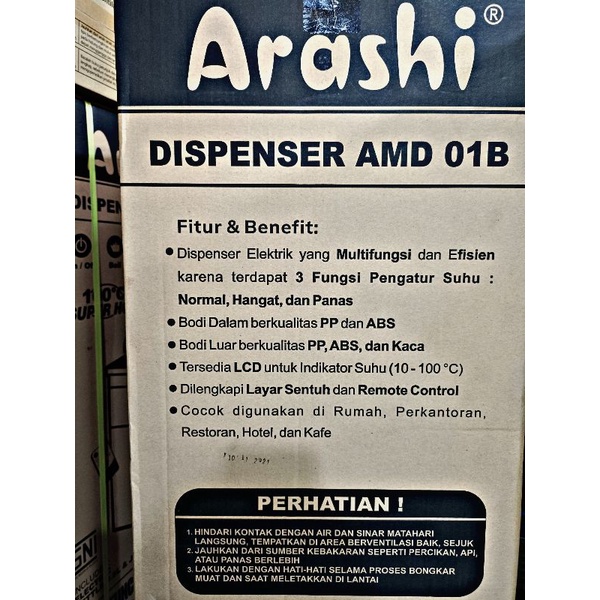 Arashi®
DISPENSER AMD 01B
Fitur & Benefit:
• Dispenser Elektrik yang Multifungsi dan Efisien
karena terdapat 3 Fungsi Pengatur Suhu :
Normal, Hangat, dan Panas
• Bodi Dalam berkualitas PP dan ABS
• Bodi Luar berkualitas PP, ABS, dan Kaca
• Tersedia LCD untuk Indikator Suhu (10 - 100 °C)
• Dilengkapi Layar Sentuh dan Remote Control
• Cocok digunakan di Rumah, Perkantoran,
Restoran, Hotel, dan Kafe
PERHATIAN !
1. HINDARI KONTAK DENGAN AIR DAN SINAR MATAHARI
LANGSUNG, TEMPATKAN DI AREA BERVENTILASI BAIK, SEJUK
2. JAUHKAN DARI SUMBER KEBAKARAN SEPERTI PERCIKAN, API,
ATAU PANAS BERLEBIH
3. LAKUKAN DENGAN HATI-HATI SELAMA PROSES BONGKAR
MUAT DAN SAAT MELETAKKAN DI LANTAI